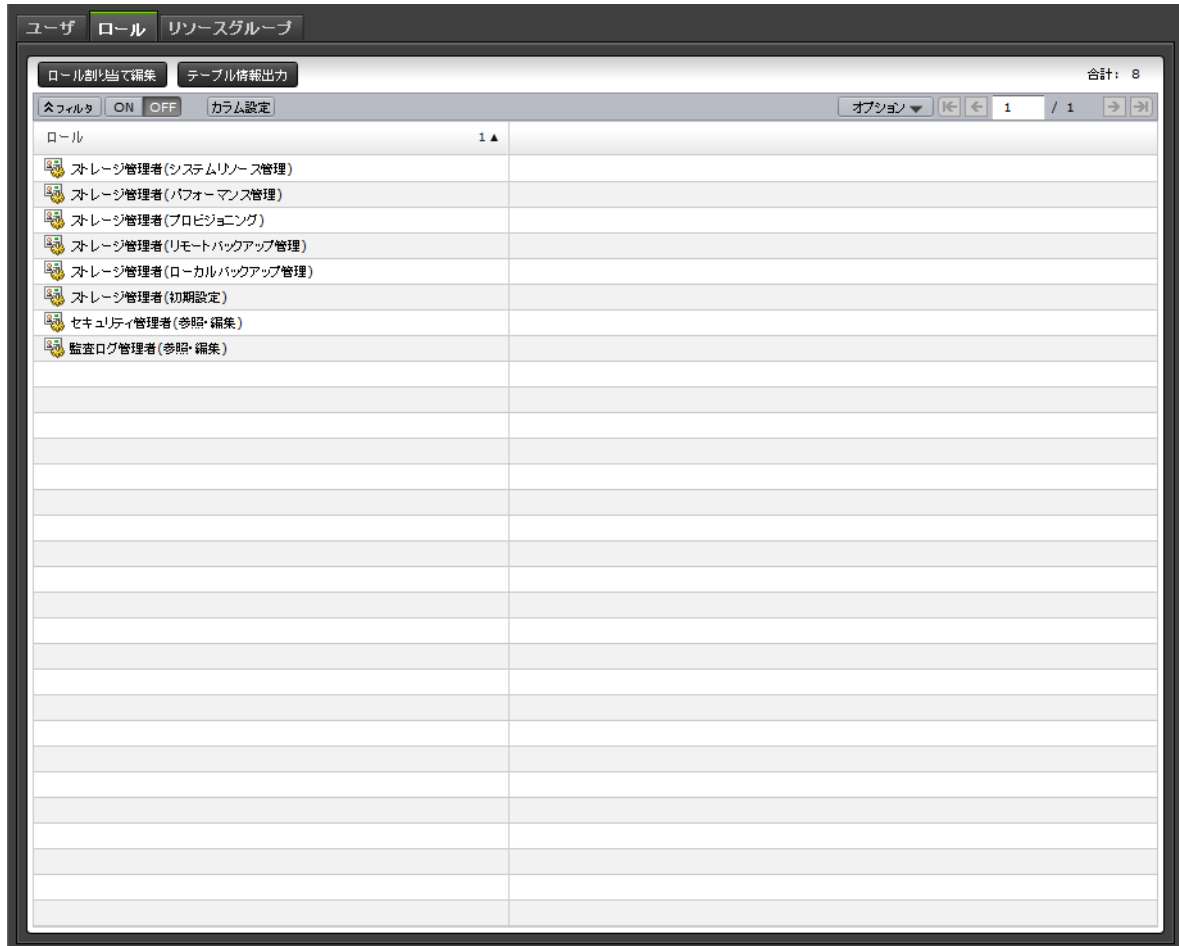 ユーザ ロール リソースグループ
ロール割り当て編集 テーブル情報出力 合計: 8
フィルタ ON OFF カラム設定 オプション 1 / 1
ロール 1▲
ストレージ管理者(システムリソース管理)
ストレージ管理者(パフォーマンス管理)
ストレージ管理者(プロビジョニング)
ストレージ管理者(リモートバックアップ管理)
ストレージ管理者(ローカルバックアップ管理)
ストレージ管理者(初期設定)
セキュリティ管理者(参照・編集)
監査ログ管理者(参照・編集)